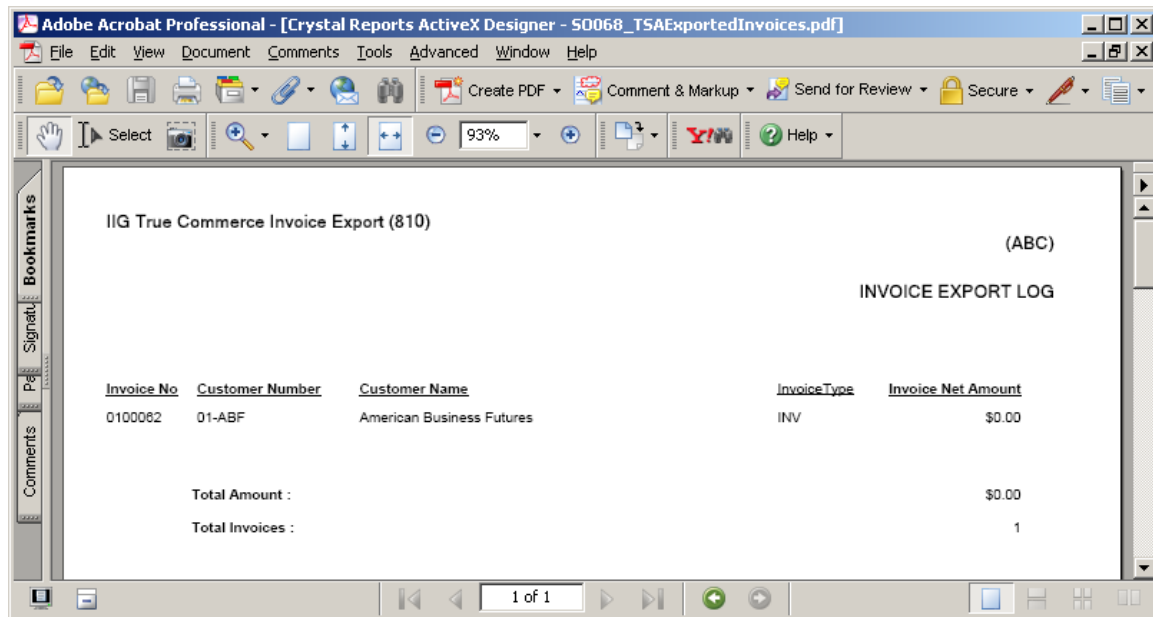 Adobe Acrobat Professional - [Crystal Reports ActiveX Designer - SO068_TSAExportedInvoices.pdf]
File Edit View Document Comments Tools Advanced Window Help
Create PDF Comment & Markup Send for Review Secure
Select 93% Y! Help
Bookmarks
Signatu
Pa
Comments
IIG True Commerce Invoice Export (810)
(ABC)
INVOICE EXPORT LOG
Invoice No Customer Number Customer Name InvoiceType Invoice Net Amount
0100062 01-ABF American Business Futures INV $0.00
Total Amount : $0.00
Total Invoices : 1
1 of 1